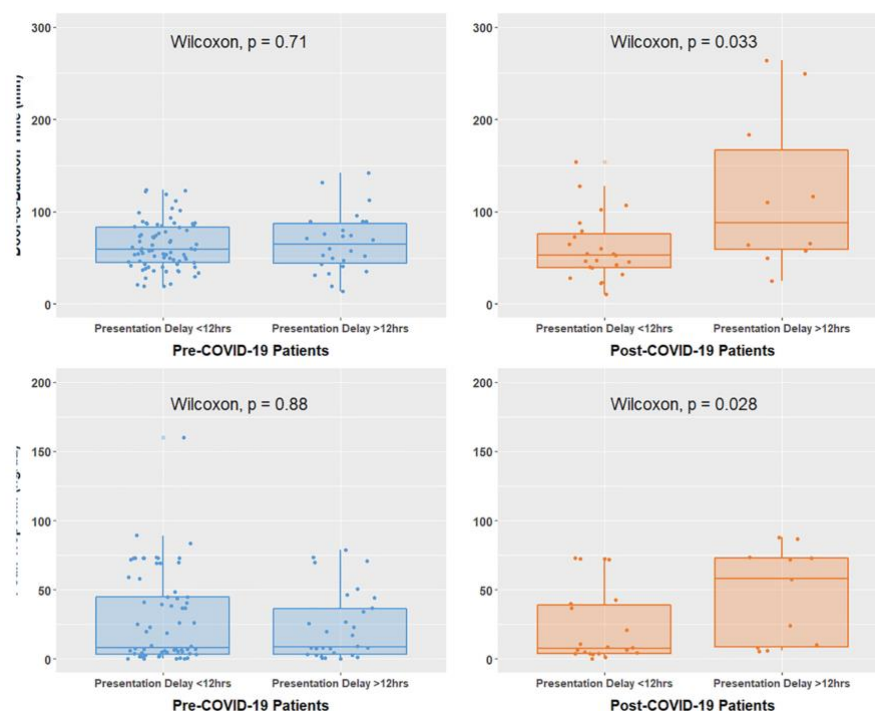 300
200
100
0
Wilcoxon, p = 0.71
Presentation Delay <12hrs
Presentation Delay >12hrs
Pre-COVID-19 Patients
300
200
100
0
Wilcoxon, p = 0.033
Presentation Delay <12hrs
Presentation Delay >12hrs
Post-COVID-19 Patients
200
150
100
50
0
Wilcoxon, p = 0.88
Presentation Delay <12hrs
Presentation Delay >12hrs
Pre-COVID-19 Patients
200
150
100
50
0
Wilcoxon, p = 0.028
Presentation Delay <12hrs
Presentation Delay >12hrs
Post-COVID-19 Patients